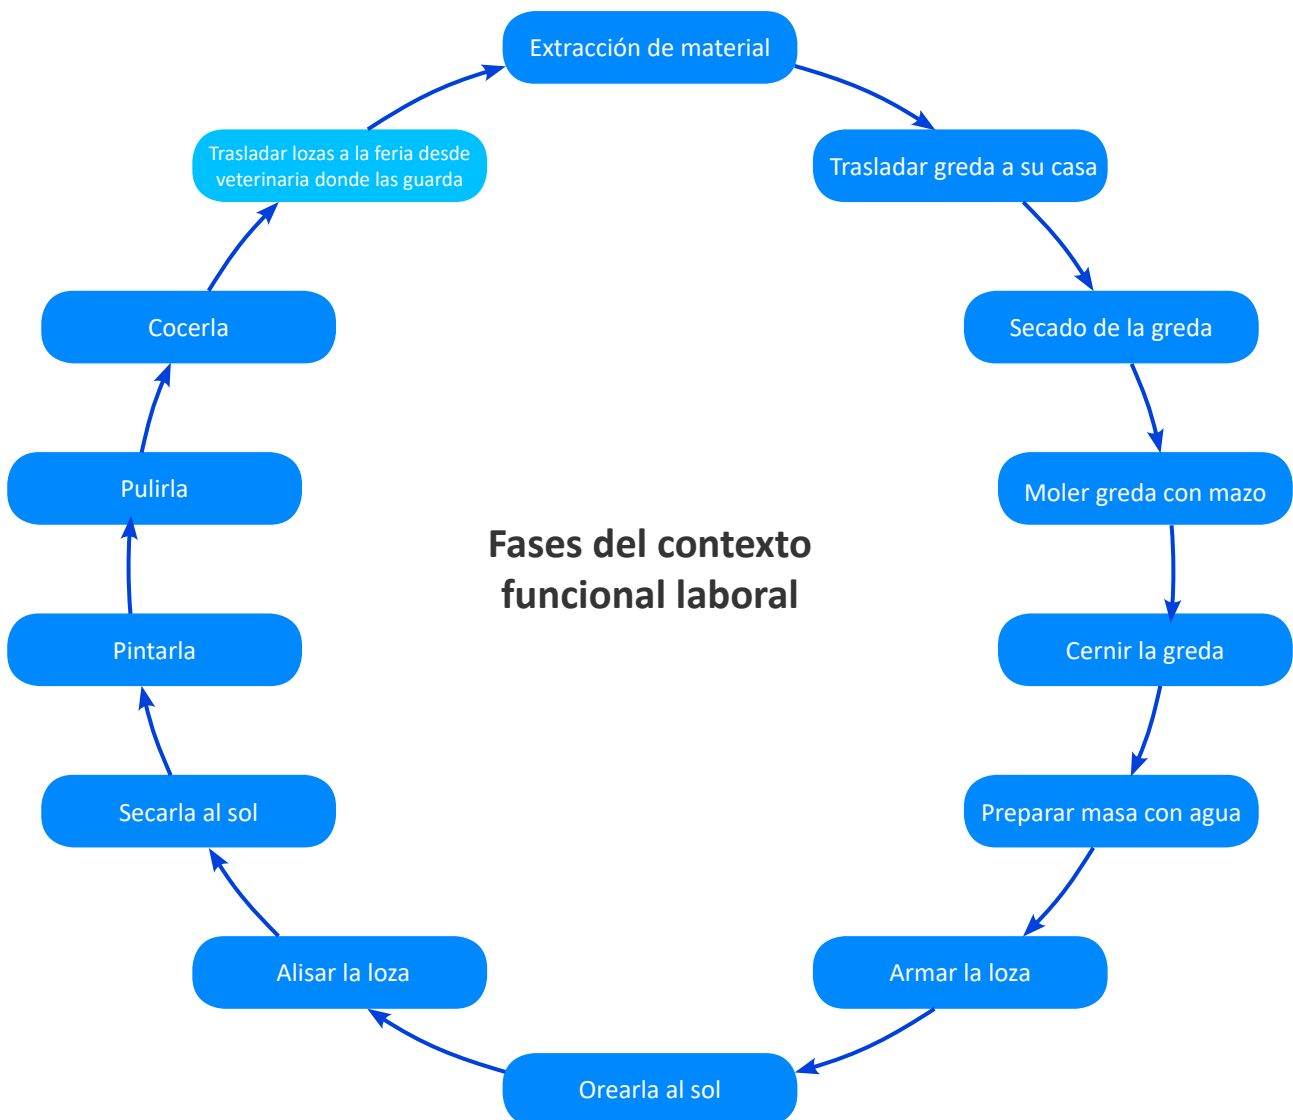 Extracción de material
Trasladar greda a su casa
Secado de la greda
Moler greda con mazo
Cernir la greda
Preparar masa con agua
Armar la loza
Orearla al sol
Alisar la loza
Secarla al sol
Pintarla
Pulirla
Cocerla
Trasladar lozas a la feria desde
veterinaria donde las guarda
Fases del contexto
funcional laboral